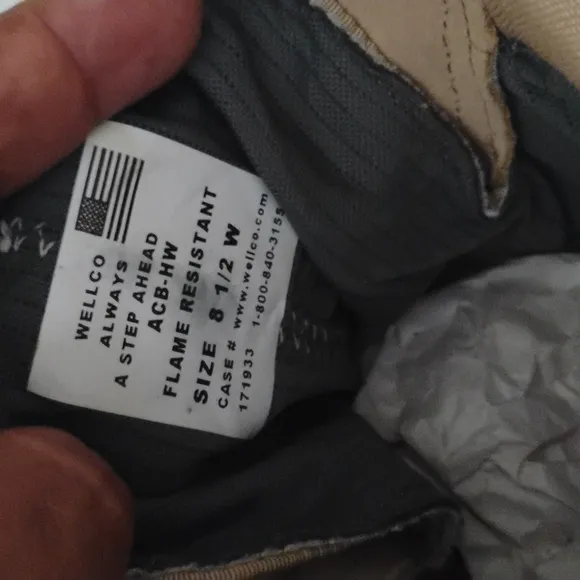 WELLCO
ALWAYS
A STEP AHEAD
ACB-HW
FLAME RESISTANT
SIZE 8 1/2 W
CASE # www.wellco.com
171933 1-800-840-3155